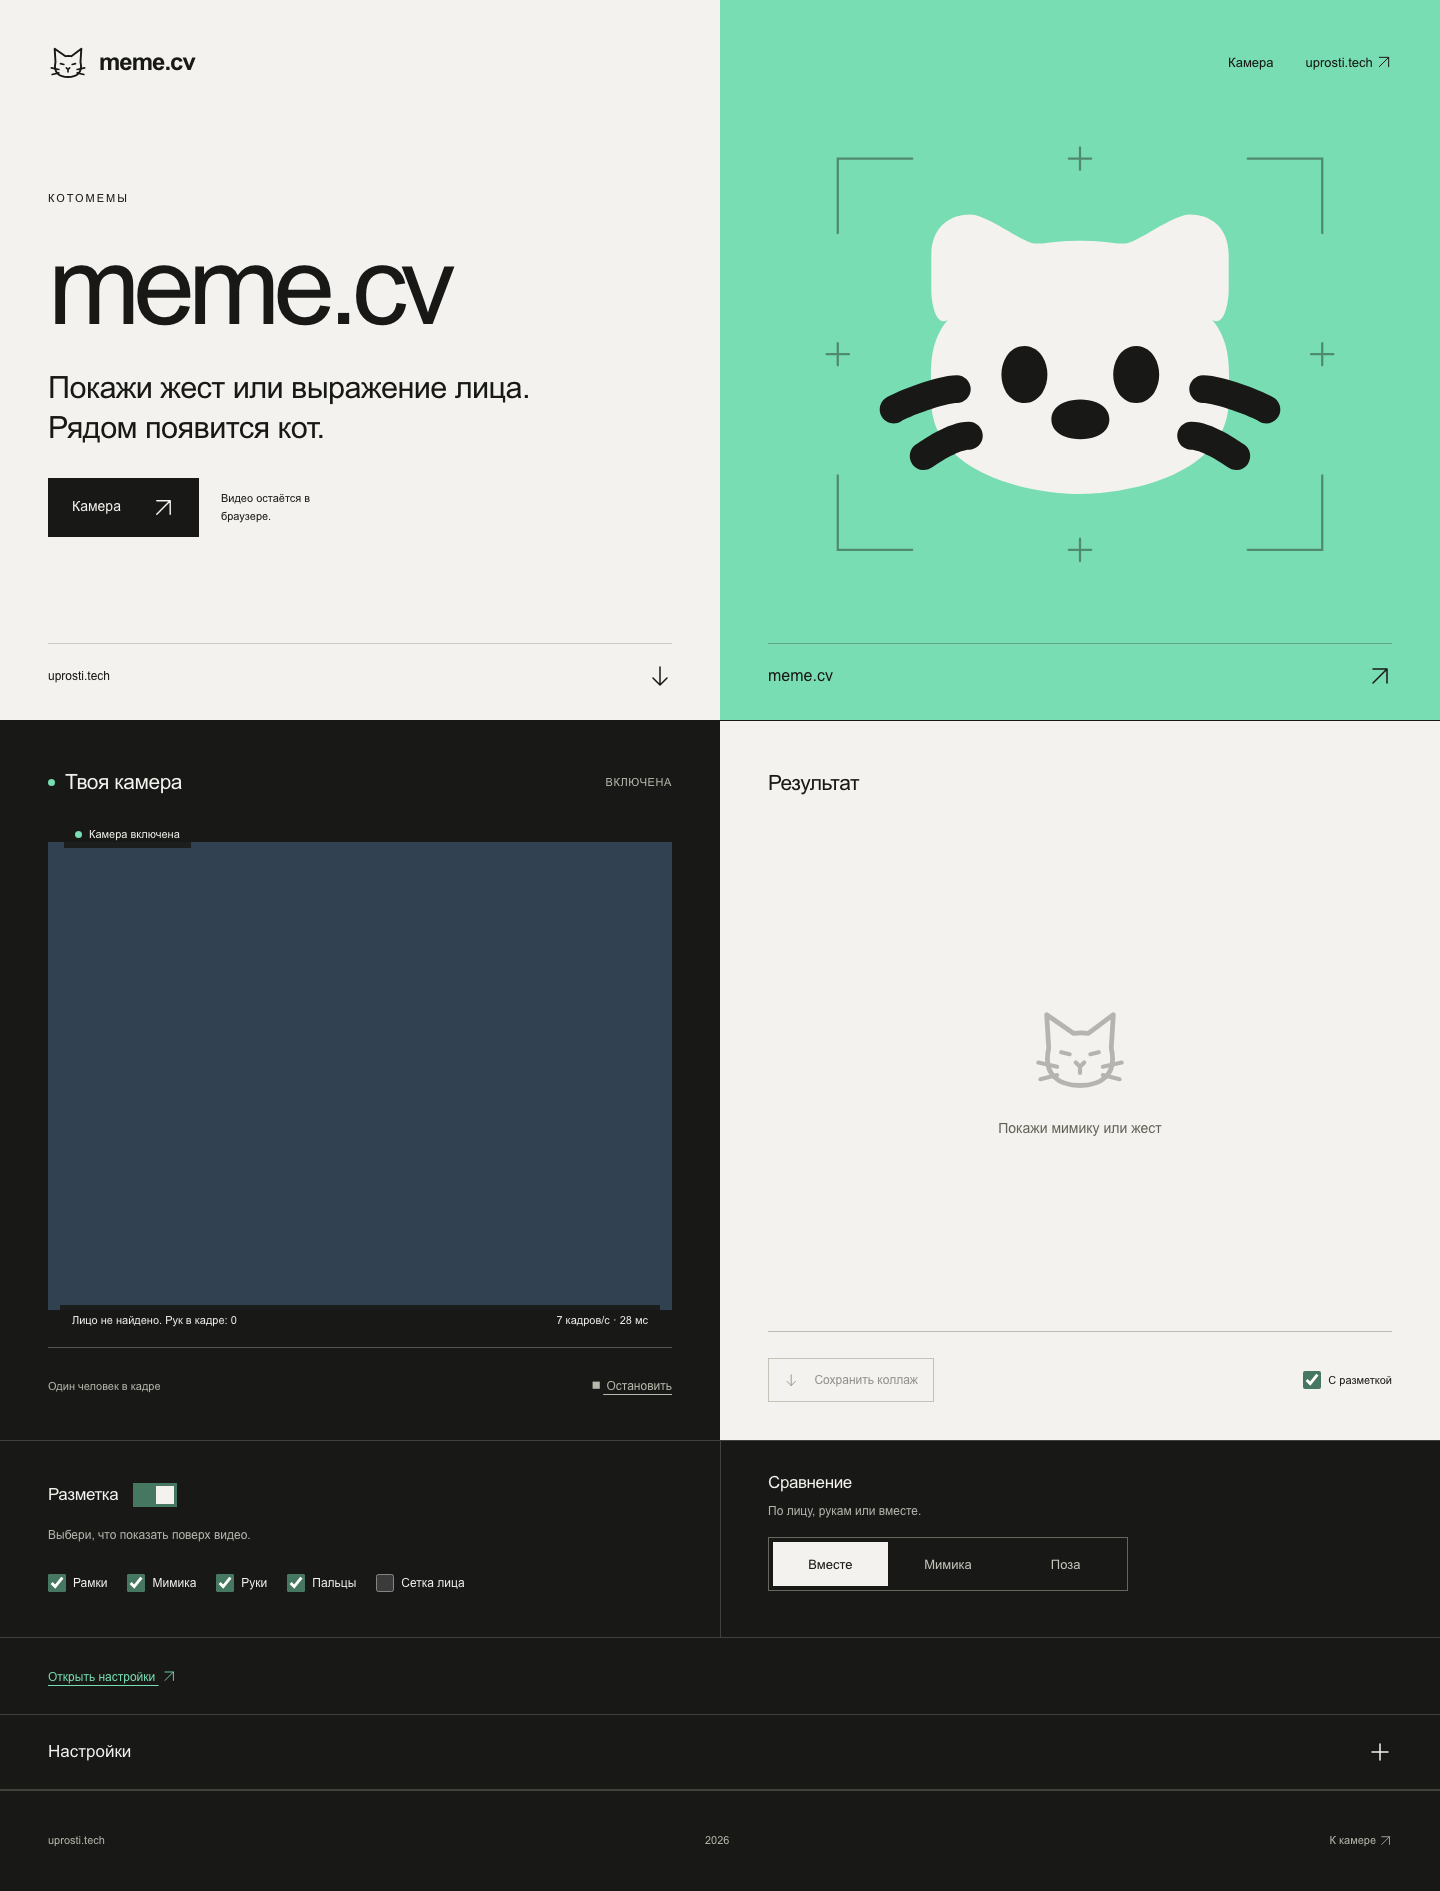 meme.cv
Камера
uprosti.tech
КОТОМЕМЫ
meme.cv
Покажи жест или выражение лица.
Рядом появится кот.
Камера
Видео остаётся в
браузере.
uprosti.tech
meme.cv
Твоя камера
ВКЛЮЧЕНА
Камера включена
Лицо не найдено. Рук в кадре: 0
7 кадров/с · 28 мс
Один человек в кадре
Остановить
Результат
Покажи мимику или жест
Сохранить коллаж
С разметкой
Разметка
Выбери, что показать поверх видео.
Рамки
Мимика
Руки
Пальцы
Сетка лица
Сравнение
По лицу, рукам или вместе.
Вместе
Мимика
Поза
Открыть настройки
Настройки
uprosti.tech
2026
К камере